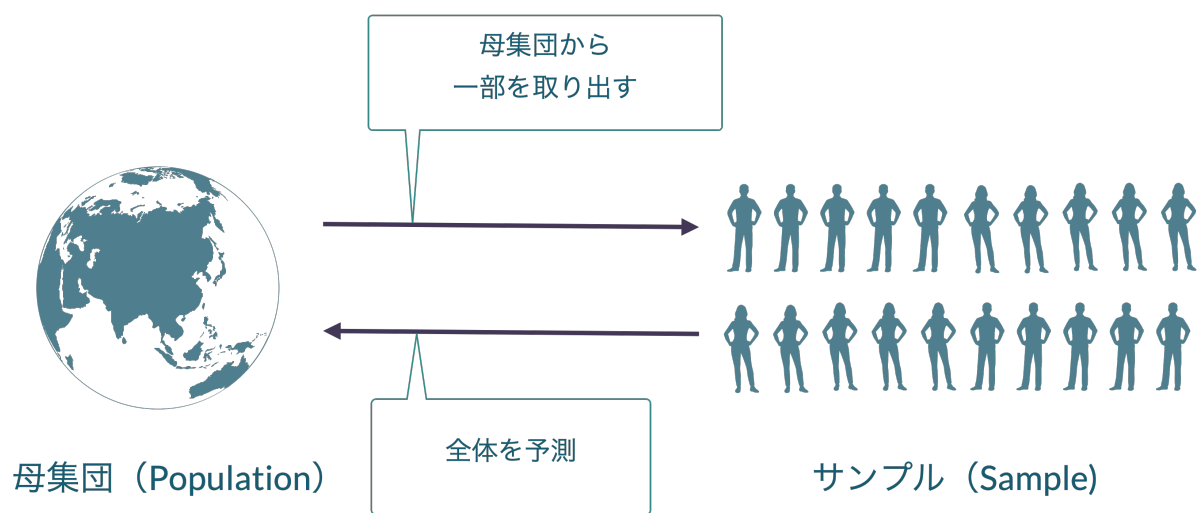 母集団から
一部を取り出す
全体を予測
母集団（Population）
サンプル（Sample)